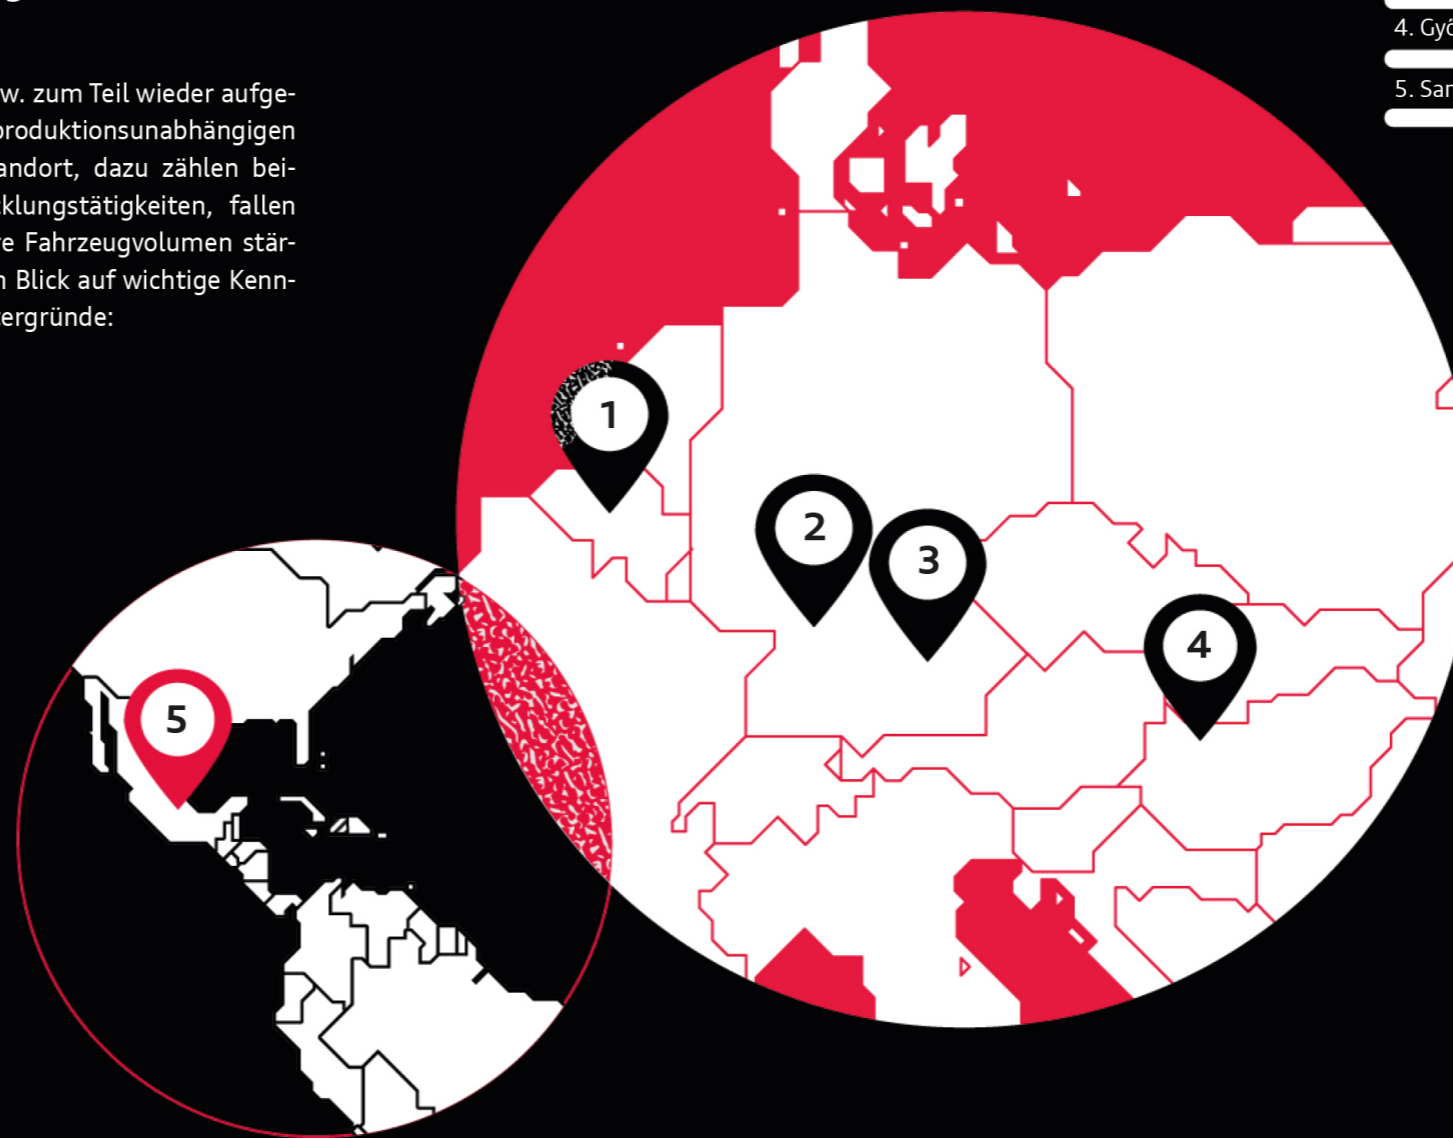 w. zum Teil wieder aufge-
produktionsunabhängigen
andort, dazu zählen bei-
klungstätigkeiten, fallen
e Fahrzeugvolumen stär-
n Blick auf wichtige Kenn-
ergründe:
4. Győ
5. San
1
2
3
4
5